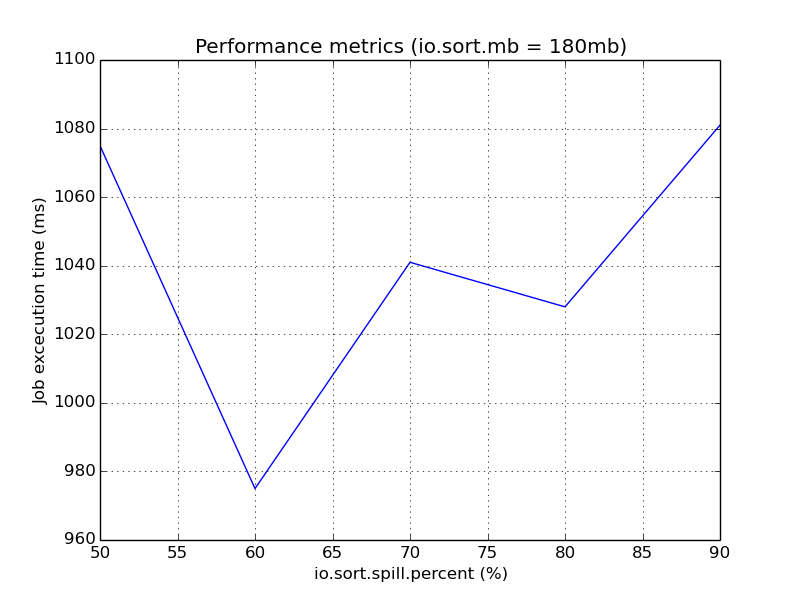 Performance metrics (io.sort.mb = 180mb)
1100
1080
1060
1040
1020
1000
980
960
Job excecution time (ms)
50 55 60 65 70 75 80 85 90
io.sort.spill.percent (%)